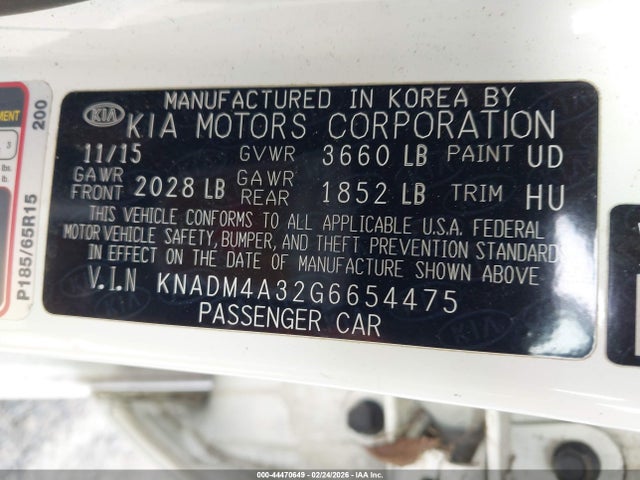 MANUFACTURED IN KOREA BY
KIA KIA MOTORS CORPORATION
11/15 GVWR 3660 LB PAINT UD
GAWR FRONT 2028 LB GAWR REAR 1852 LB TRIM HU
THIS VEHICLE CONFORMS TO ALL APPLICABLE U.S.A. FEDERAL
MOTOR VEHICLE SAFETY, BUMPER, AND THEFT PREVENTION STANDARDS
IN EFFECT ON THE DATE OF MANUFACTURE SHOWN ABOVE
V.I.N KNADM4A32G6654475
PASSENGER CAR
P185/65R15
200
000-44470649 - 02/24/2026 - IAA Inc.